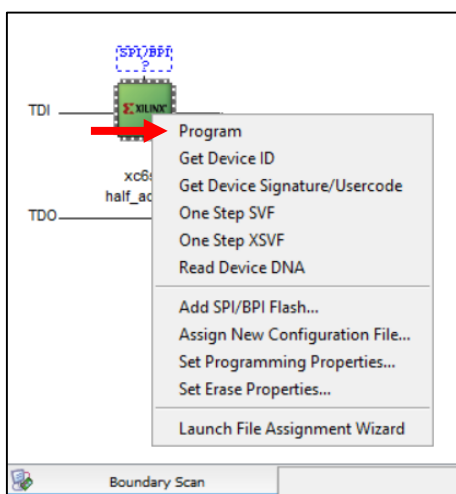 SPI/BPI
?
TDI
XILINX
Program
Get Device ID
xc6s
Get Device Signature/Usercode
half_ad
One Step SVF
TDO
One Step XSVF
Read Device DNA
Add SPI/BPI Flash...
Assign New Configuration File...
Set Programming Properties...
Set Erase Properties...
Launch File Assignment Wizard
Boundary Scan